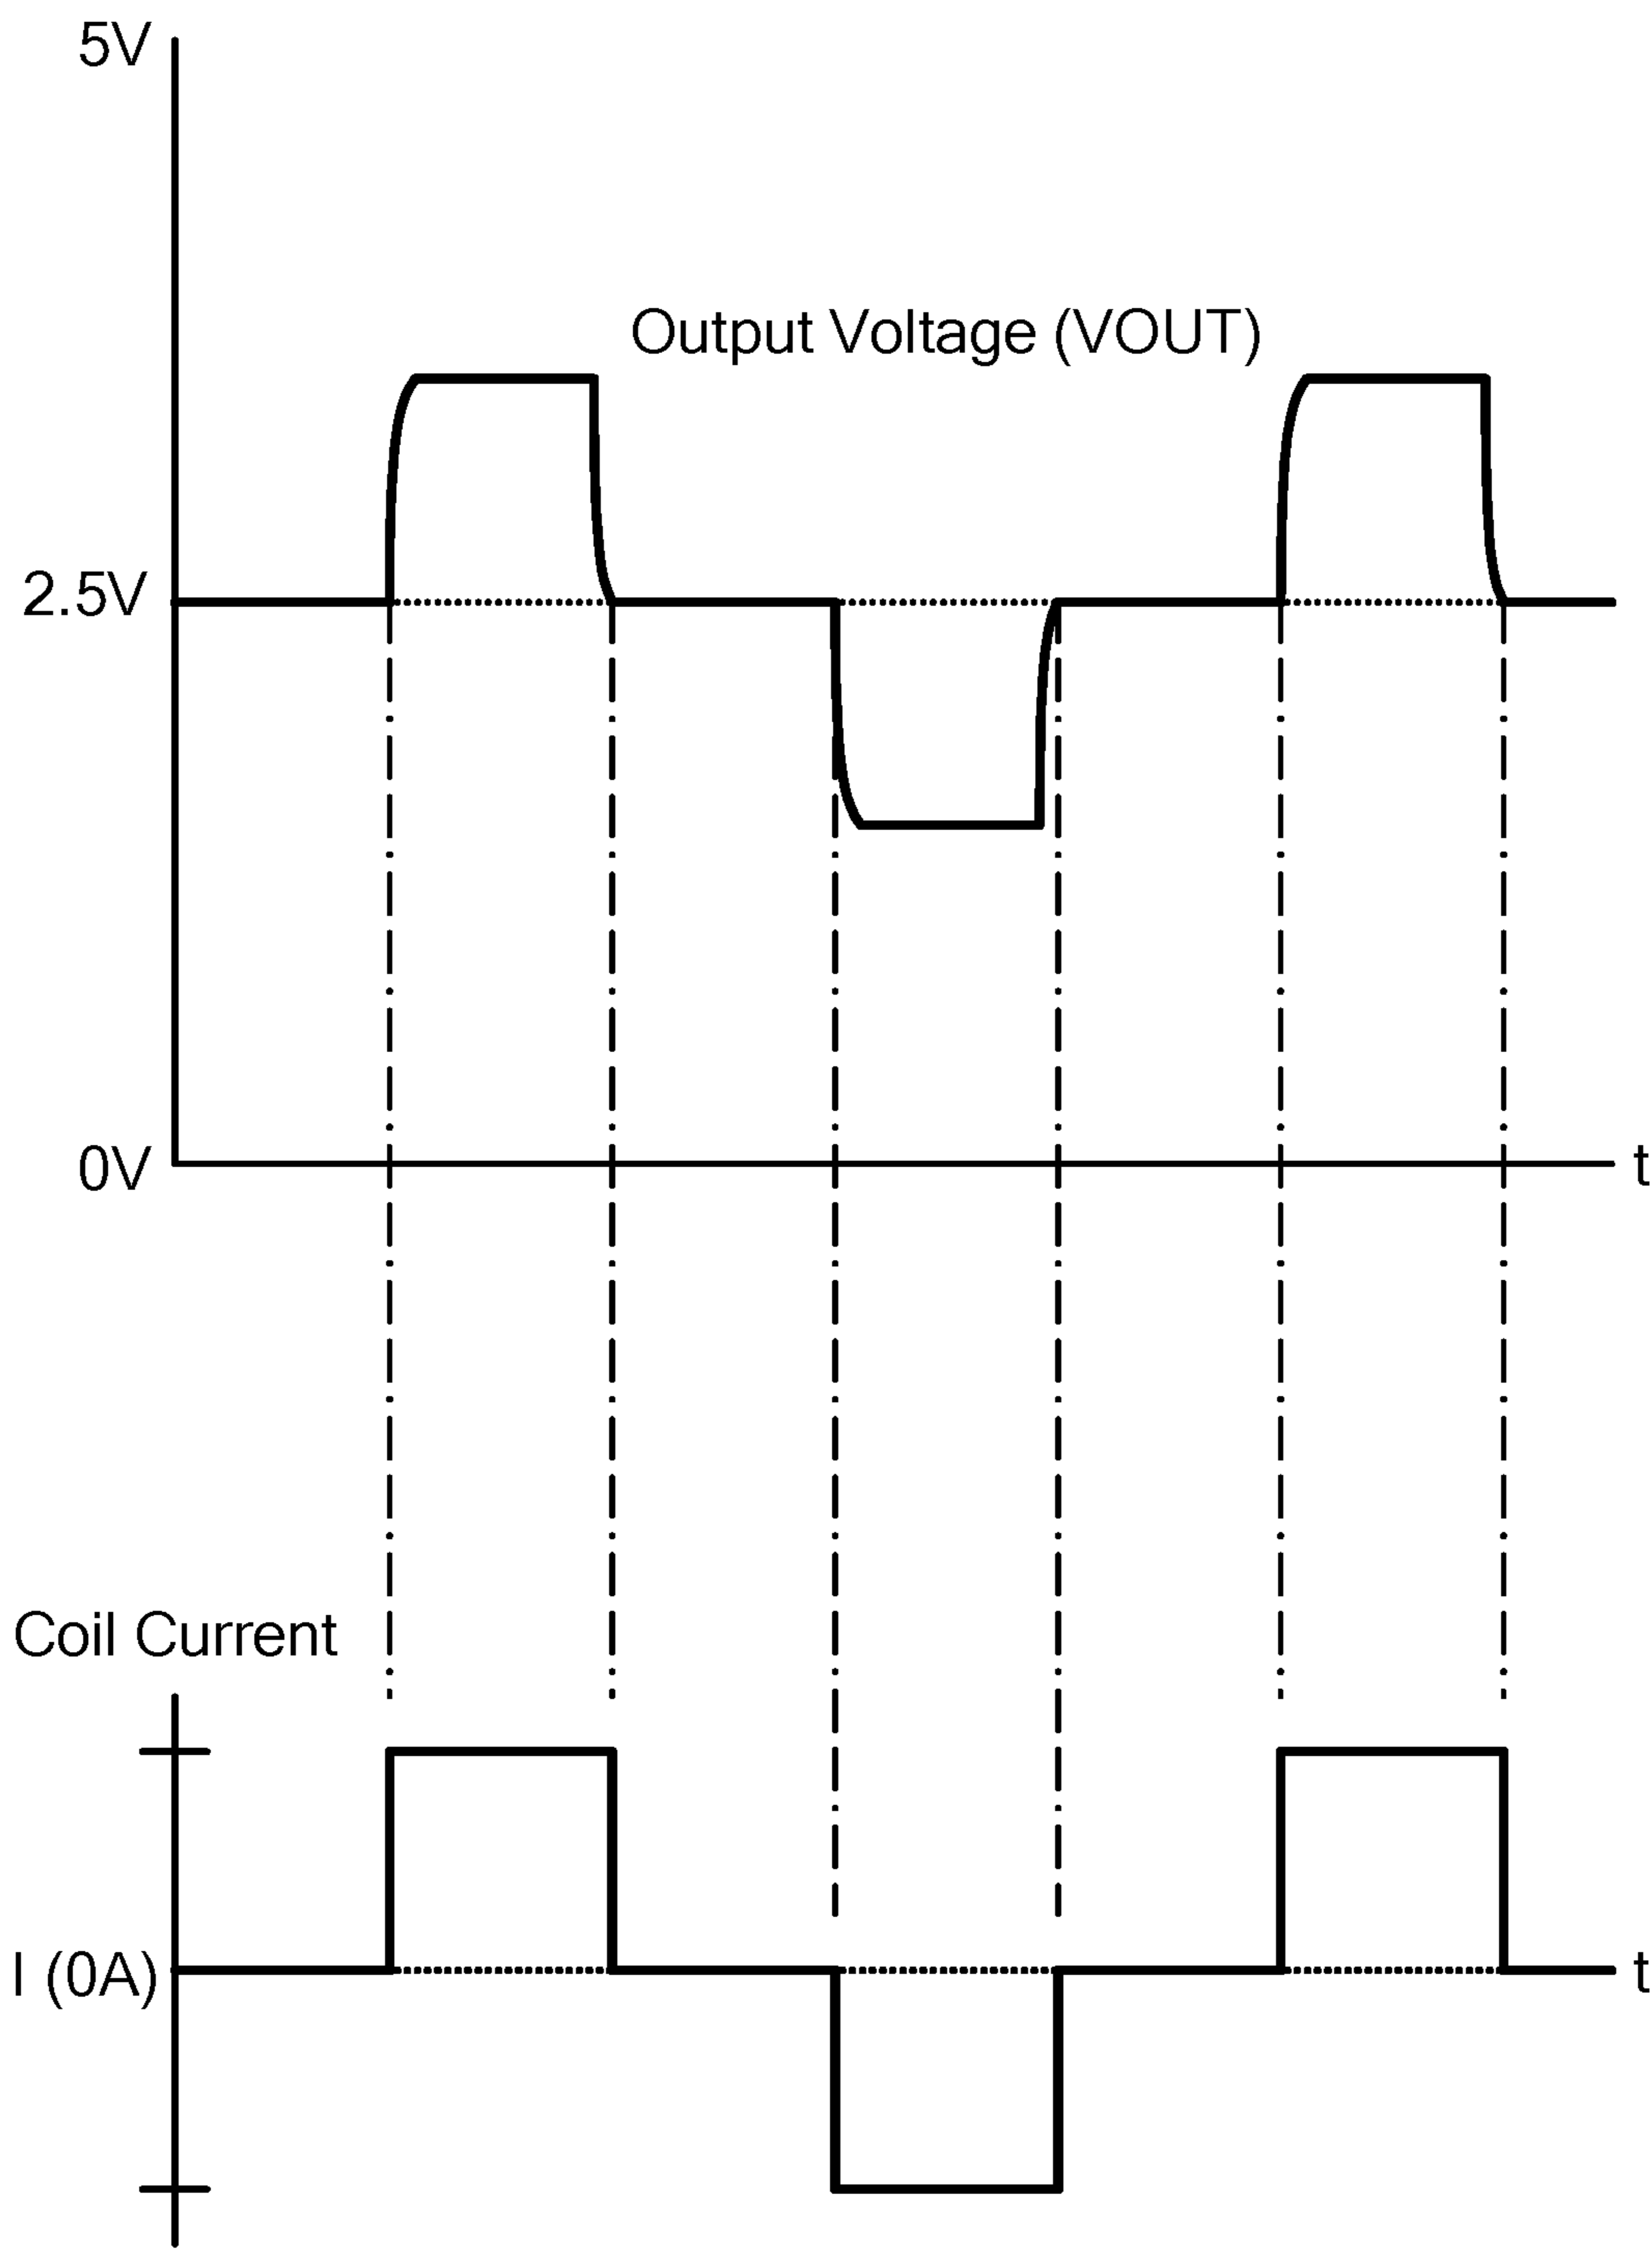 5V
Output Voltage (VOUT)
2.5V
0V
t
Coil Current
I (0A)
t